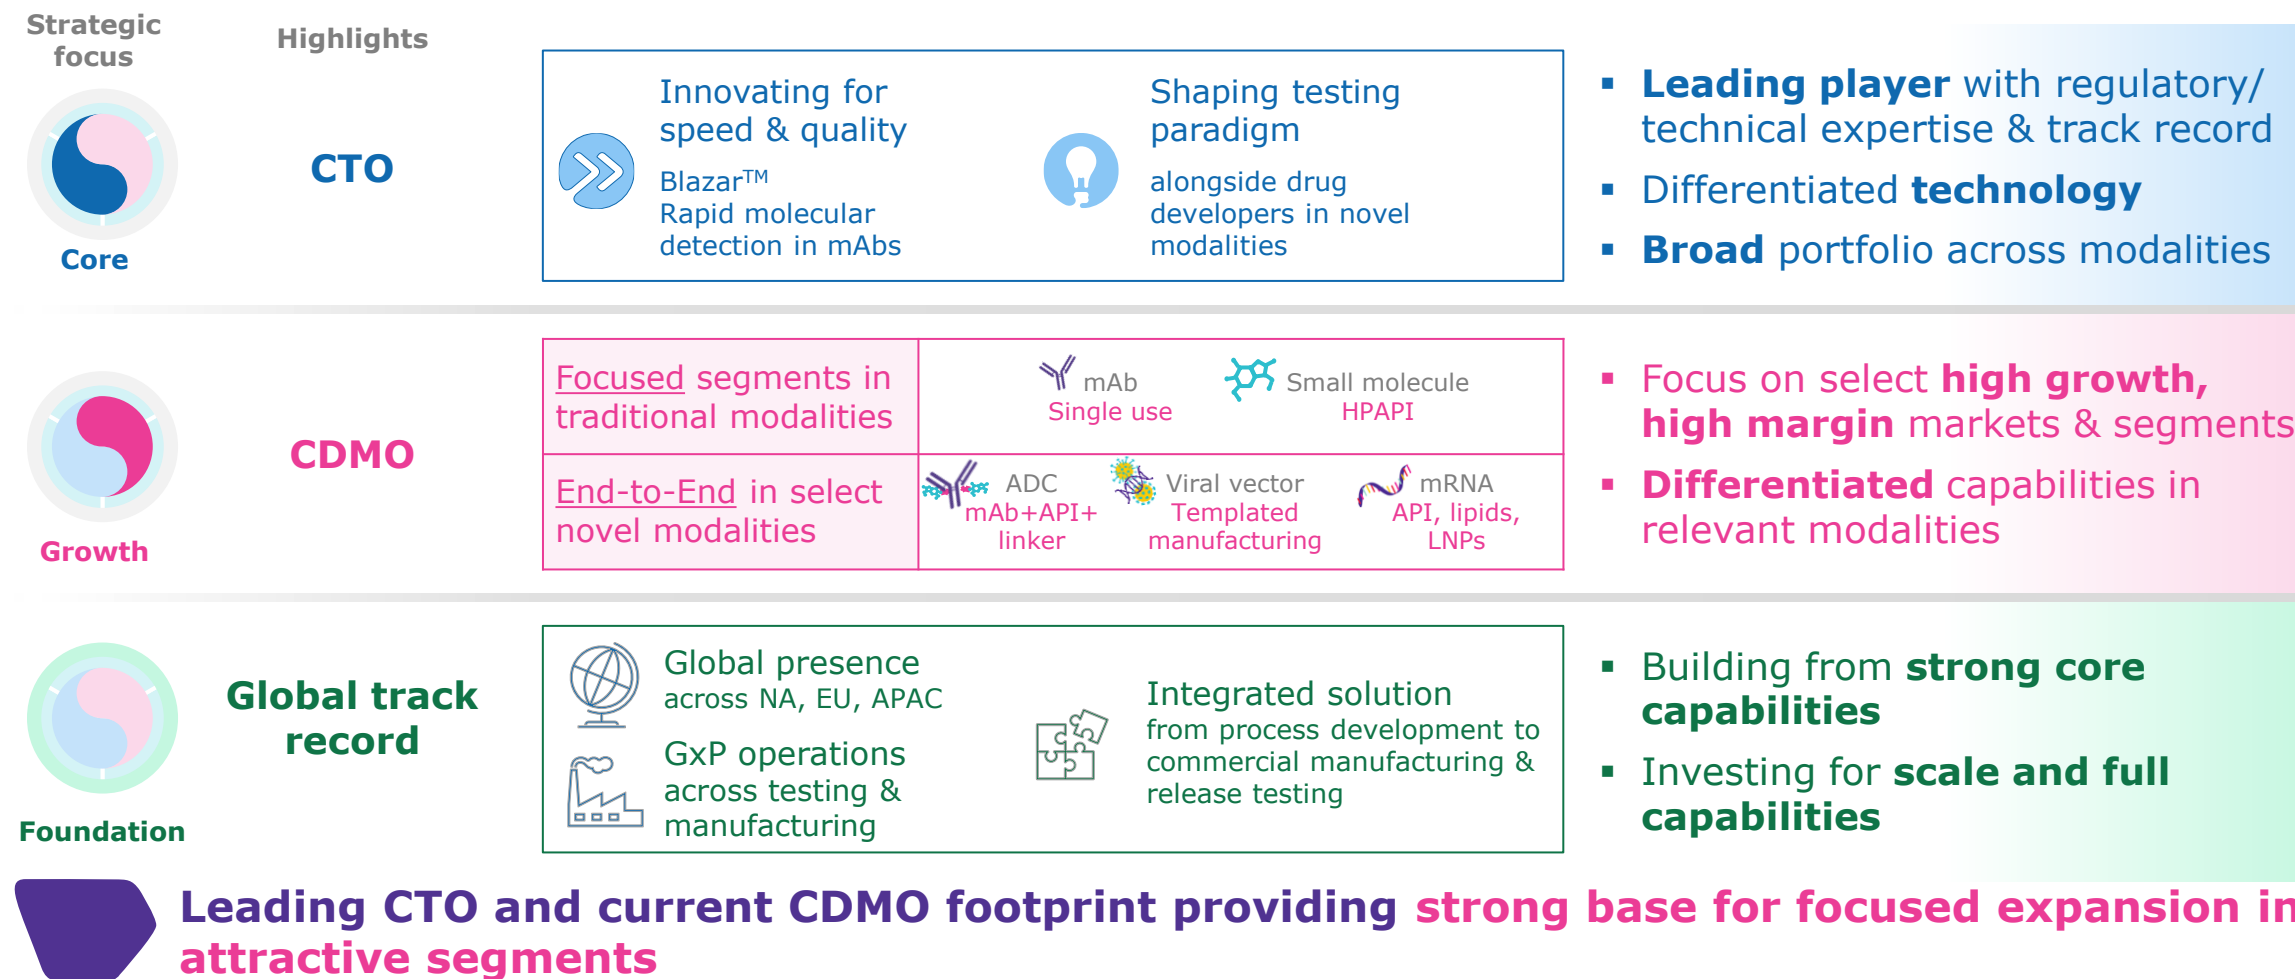 Strategic
focus
Highlights
Core
CTO
Innovating for
speed & quality
Blazar™
Rapid molecular
detection in mAbs
Shaping testing
paradigm
alongside drug
developers in novel
modalities
▪ Leading player with regulatory/
technical expertise & track record
▪ Differentiated technology
▪ Broad portfolio across modalities
Growth
CDMO
Focused segments in
traditional modalities
mAb
Single use
Small molecule
HPAPI
End-to-End in select
novel modalities
ADC
mAb+API+
linker
Viral vector
Templated
manufacturing
mRNA
API, lipids,
LNPs
▪ Focus on select high growth,
high margin markets & segments
▪ Differentiated capabilities in
relevant modalities
Foundation
Global track
record
Global presence
across NA, EU, APAC
GxP operations
across testing &
manufacturing
Integrated solution
from process development to
commercial manufacturing &
release testing
▪ Building from strong core
capabilities
▪ Investing for scale and full
capabilities
Leading CTO and current CDMO footprint providing strong base for focused expansion in
attractive segments